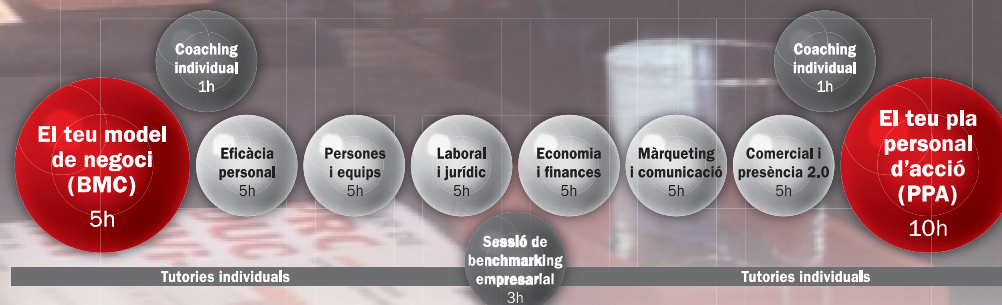 Coaching
individual
1h
Coaching
individual
1h
El teu model
de negoci
(BMC)
5h
Eficàcia
personal
5h
Persones
i equips
5h
Laboral
i jurídic
5h
Economia
i finances
5h
Màrqueting
i comunicació
5h
Comercial i
presència 2.0
5h
El teu pla
personal
d'acció
(PPA)
10h
Sessió de
benchmarking
empresarial
3h
Tutories individuals
Tutories individuals